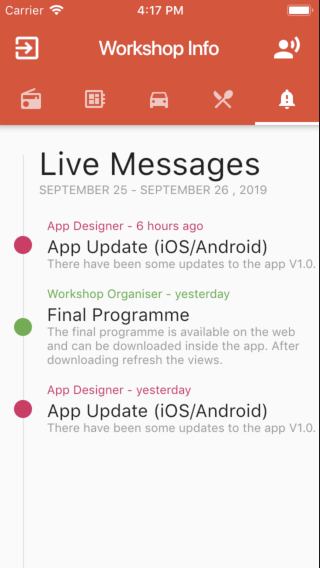 Carrier 4:17 PM
Workshop Info
Live Messages
SEPTEMBER 25 - SEPTEMBER 26 , 2019
App Designer - 6 hours ago
App Update (iOS/Android)
There have been some updates to the app V1.0.
Workshop Organiser - yesterday
Final Programme
The final programme is available on the web
and can be downloaded inside the app. After
downloading refresh the views.
App Designer - yesterday
App Update (iOS/Android)
There have been some updates to the app V1.0.